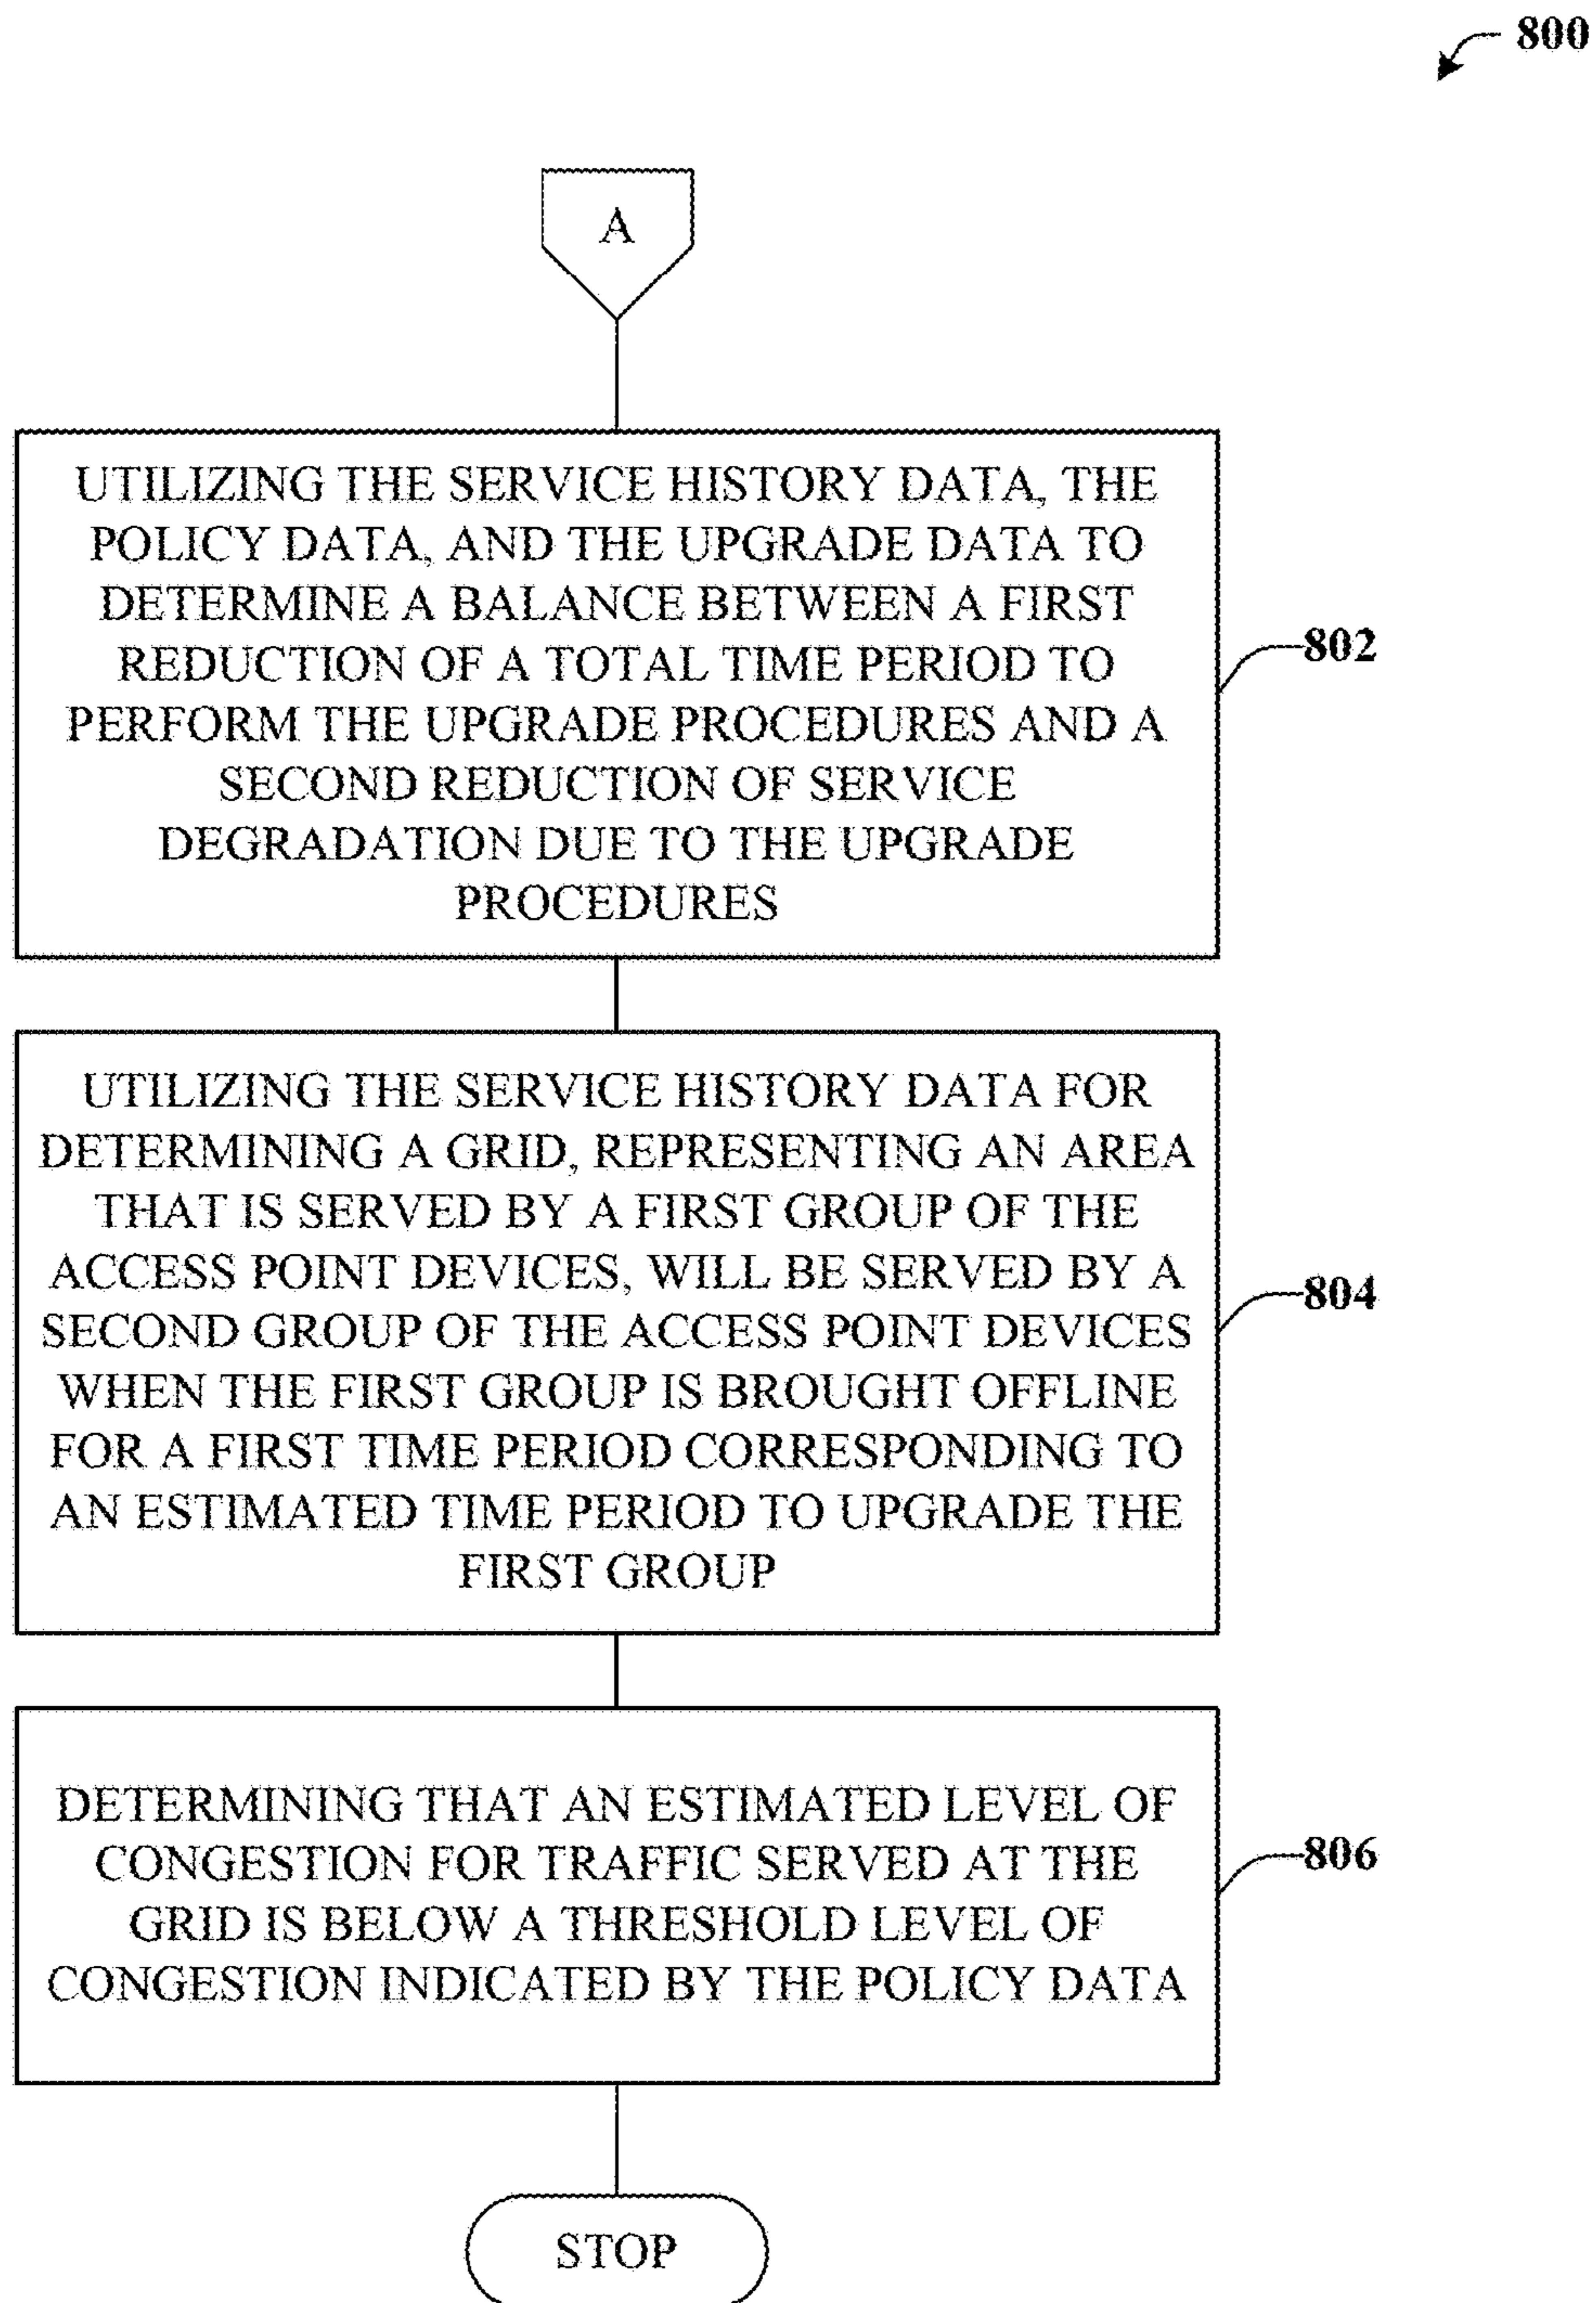 800
A
UTILIZING THE SERVICE HISTORY DATA, THE
POLICY DATA, AND THE UPGRADE DATA TO
DETERMINE A BALANCE BETWEEN A FIRST
REDUCTION OF A TOTAL TIME PERIOD TO
PERFORM THE UPGRADE PROCEDURES AND A
SECOND REDUCTION OF SERVICE
DEGRADATION DUE TO THE UPGRADE
PROCEDURES
802
UTILIZING THE SERVICE HISTORY DATA FOR
DETERMINING A GRID, REPRESENTING AN AREA
THAT IS SERVED BY A FIRST GROUP OF THE
ACCESS POINT DEVICES, WILL BE SERVED BY A
SECOND GROUP OF THE ACCESS POINT DEVICES
WHEN THE FIRST GROUP IS BROUGHT OFFLINE
FOR A FIRST TIME PERIOD CORRESPONDING TO
AN ESTIMATED TIME PERIOD TO UPGRADE THE
FIRST GROUP
804
DETERMINING THAT AN ESTIMATED LEVEL OF
CONGESTION FOR TRAFFIC SERVED AT THE
GRID IS BELOW A THRESHOLD LEVEL OF
CONGESTION INDICATED BY THE POLICY DATA
806
STOP